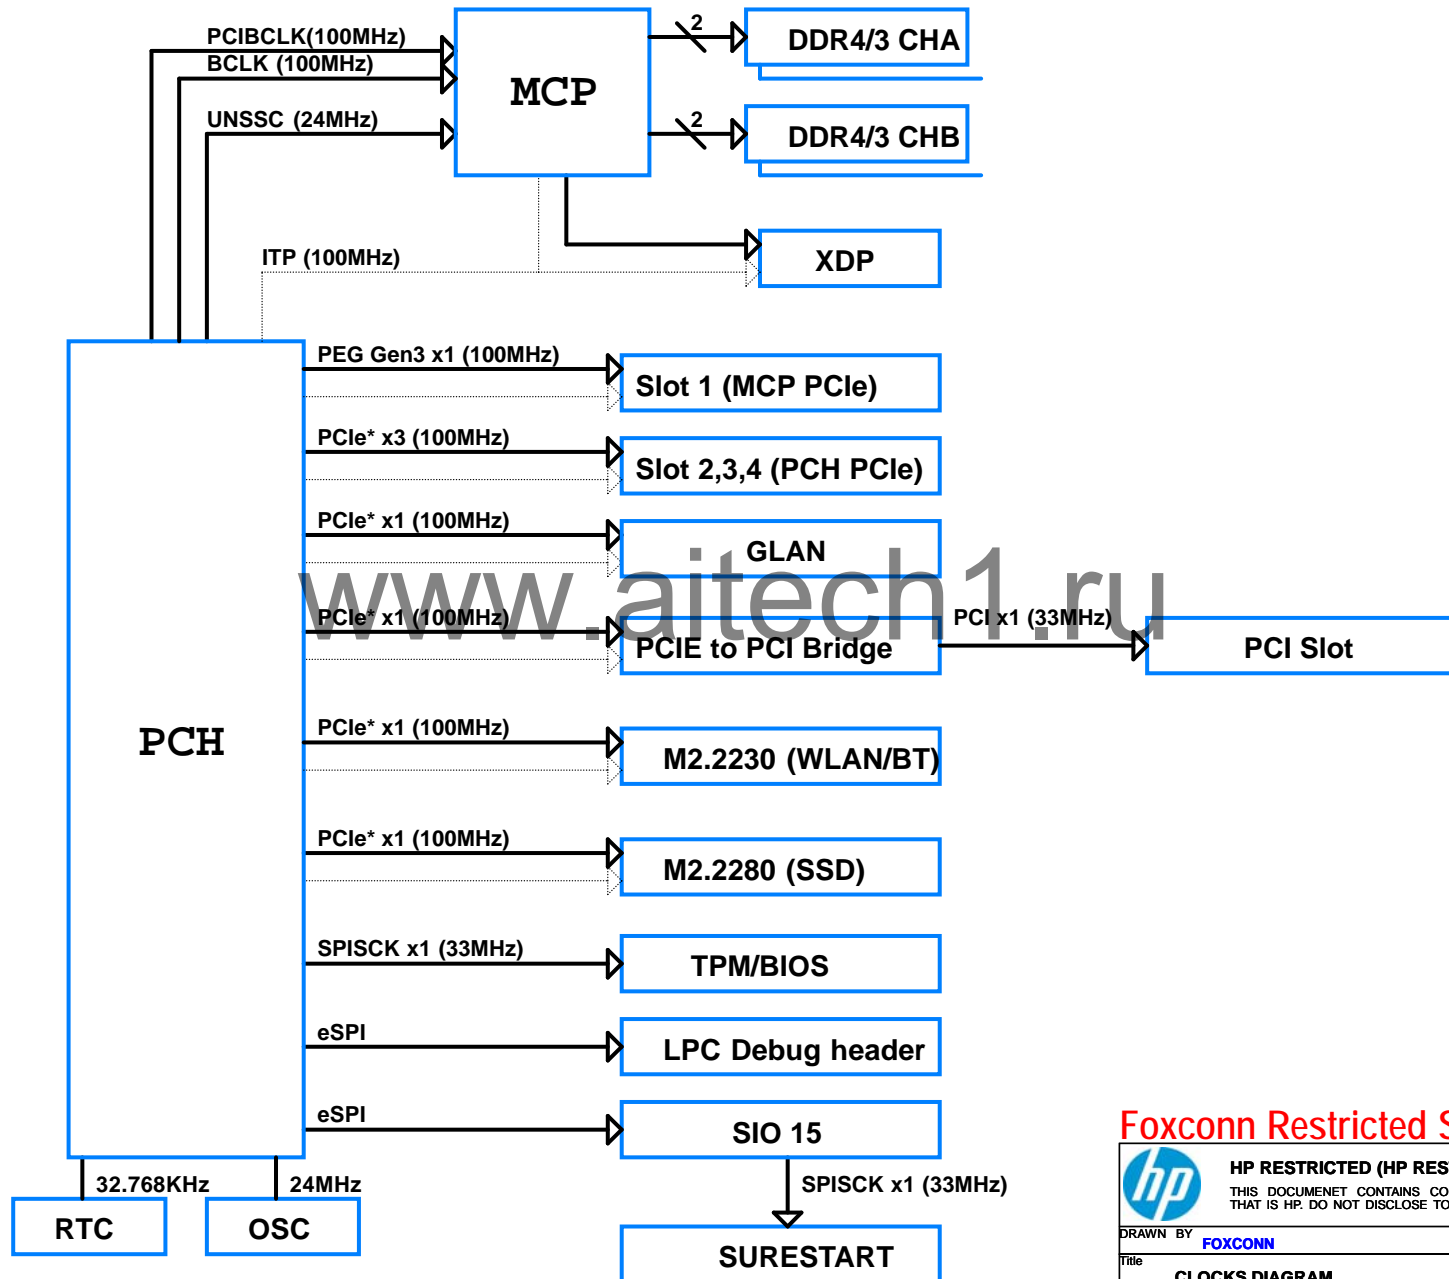 PCIBCLK(100MHz)
BCLK (100MHz)
UNSSC (24MHz)
MCP
2
DDR4/3 CHA
2
DDR4/3 CHB
ITP (100MHz)
XDP
PCH
PEG Gen3 x1 (100MHz)
Slot 1 (MCP PCIe)
PCIe* x3 (100MHz)
Slot 2,3,4 (PCH PCIe)
PCIe* x1 (100MHz)
GLAN
www.aitech1.ru
PCIe* x1 (100MHz)
PCIE to PCI Bridge
PCI x1 (33MHz)
PCI Slot
PCIe* x1 (100MHz)
M2.2230 (WLAN/BT)
PCIe* x1 (100MHz)
M2.2280 (SSD)
SPISCK x1 (33MHz)
TPM/BIOS
eSPI
LPC Debug header
eSPI
SIO 15
32.768KHz
24MHz
RTC
OSC
SPISCK x1 (33MHz)
SURESTART
Foxconn Restricted S
hp
HP RESTRICTED (HP RES
THIS DOCUMENET CONTAINS CO
THAT IS HP. DO NOT DISCLOSE TO
DRAWN BY
FOXCONN
Title
CLOCKS DIAGRAM